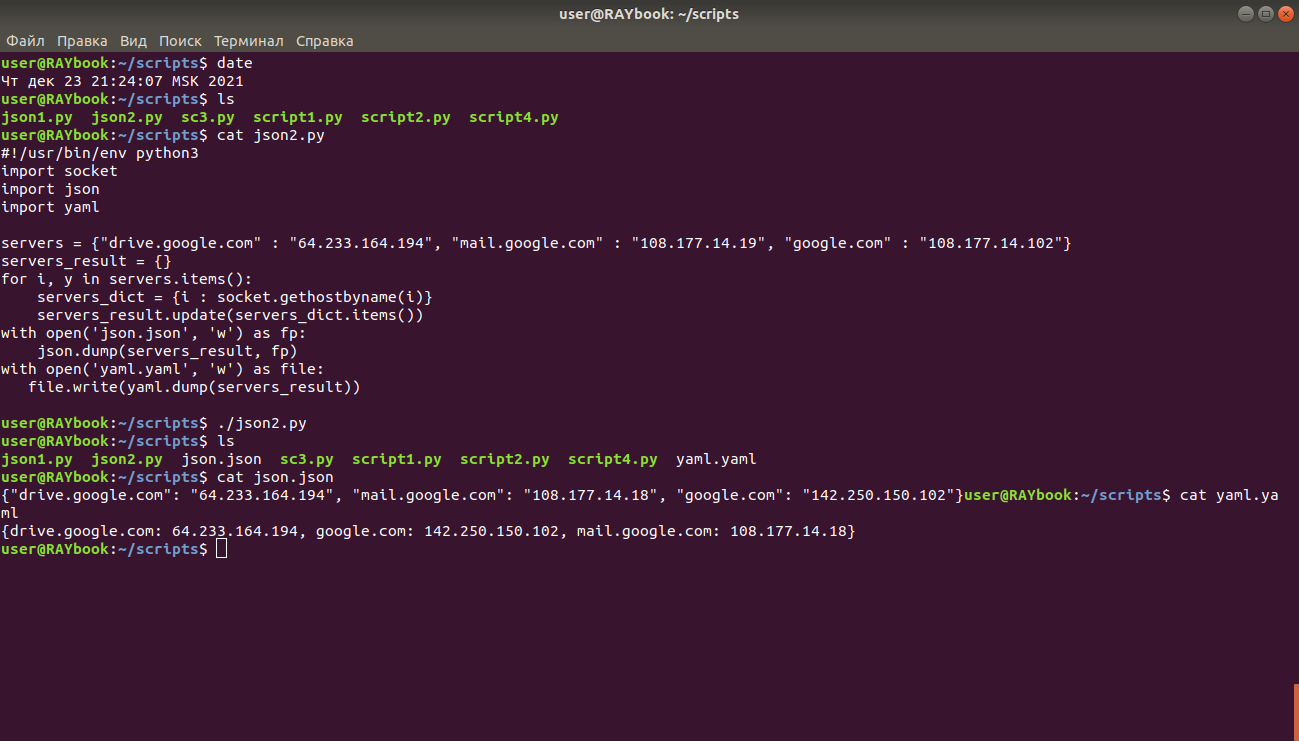 user@RAYbook: ~/scripts
Файл Правка Вид Поиск Терминал Справка
user@RAYbook:~/scripts$ date
Чт дек 23 21:24:07 MSK 2021
user@RAYbook:~/scripts$ ls
json1.py  json2.py  sc3.py  script1.py  script2.py  script4.py
user@RAYbook:~/scripts$ cat json2.py
#!/usr/bin/env python3
import socket
import json
import yaml

servers = {"drive.google.com" : "64.233.164.194", "mail.google.com" : "108.177.14.19", "google.com" : "108.177.14.102"}
servers_result = {}
for i, y in servers.items():
    servers_dict = {i : socket.gethostbyname(i)}
    servers_result.update(servers_dict.items())
with open('json.json', 'w') as fp:
    json.dump(servers_result, fp)
with open('yaml.yaml', 'w') as file:
   file.write(yaml.dump(servers_result))

user@RAYbook:~/scripts$ ./json2.py
user@RAYbook:~/scripts$ ls
json1.py  json2.py  json.json  sc3.py  script1.py  script2.py  script4.py  yaml.yaml
user@RAYbook:~/scripts$ cat json.json
{"drive.google.com": "64.233.164.194", "mail.google.com": "108.177.14.18", "google.com": "142.250.150.102"}user@RAYbook:~/scripts$ cat yaml.ya
ml
{drive.google.com: 64.233.164.194, google.com: 142.250.150.102, mail.google.com: 108.177.14.18}
user@RAYbook:~/scripts$